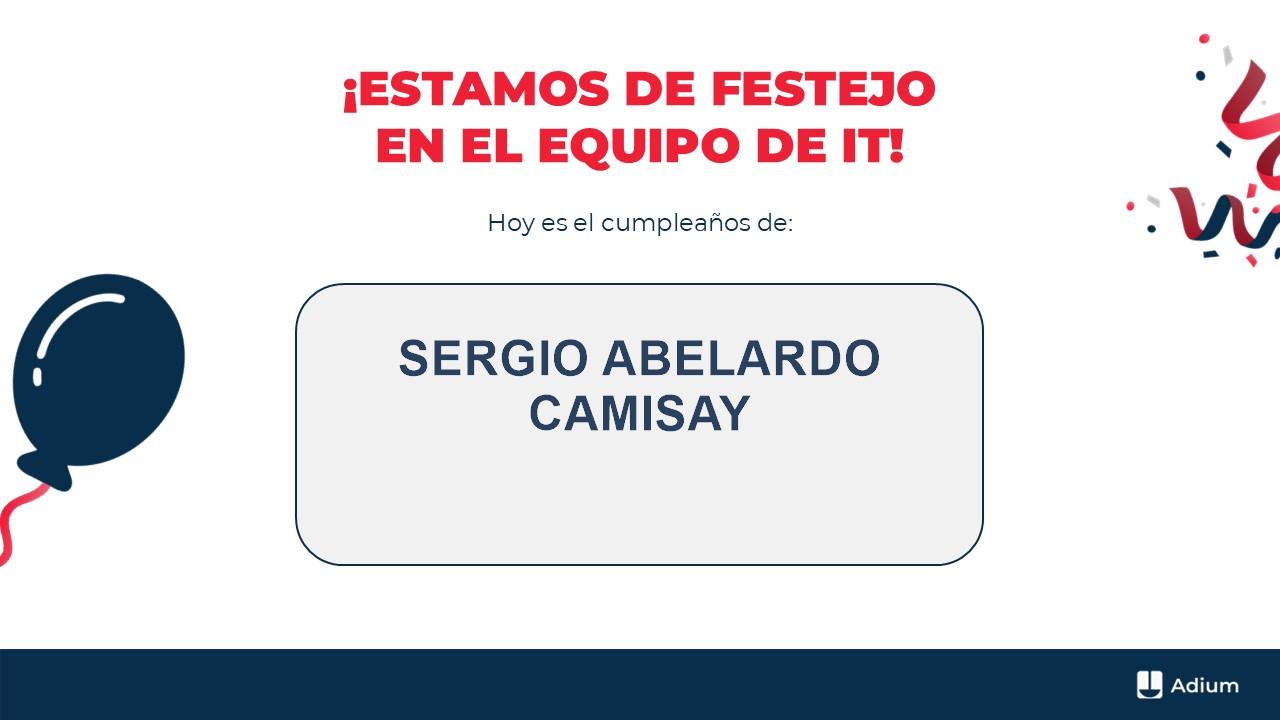 ¡ESTAMOS DE FESTEJO
EN EL EQUIPO DE IT!
Hoy es el cumpleaños de:
SERGIO ABELARDO
CAMISAY
Adium